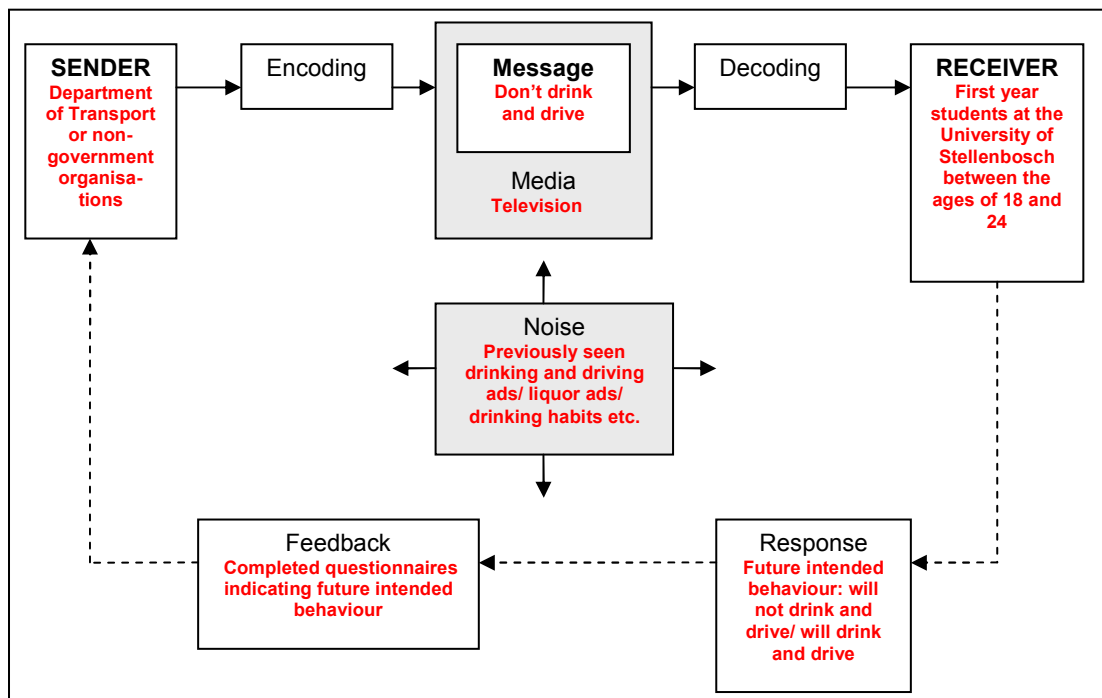 SENDER
Department
of Transport
or non-
government
organisa-
tions
Encoding
Message
Don't drink
and drive
Media
Television
Decoding
RECEIVER
First year
students at the
University of
Stellenbosch
between the
ages of 18 and
24
Noise
Previously seen
drinking and driving
ads/ liquor ads/
drinking habits etc.
Feedback
Completed questionnaires
indicating future intended
behaviour
Response
Future intended
behaviour: will
not drink and
drive/ will drink
and drive